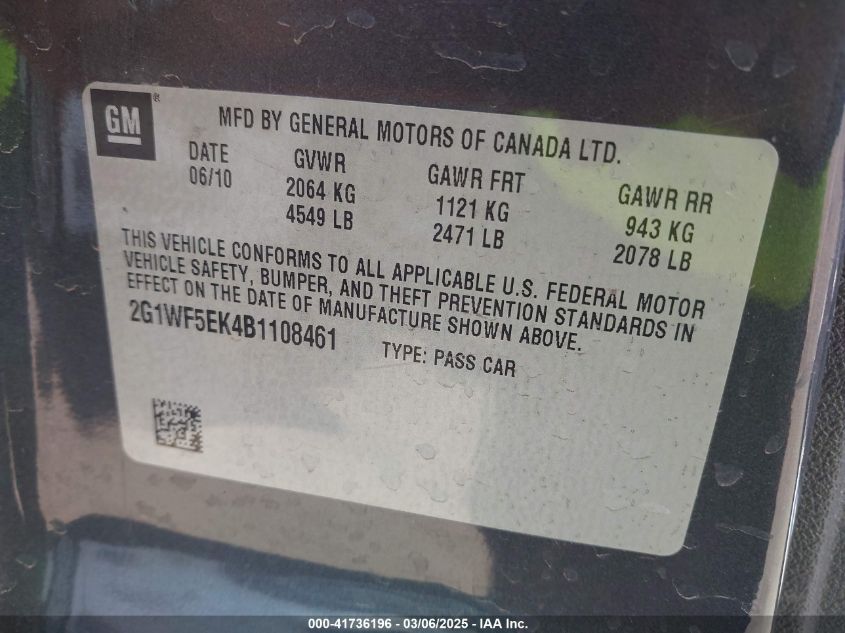 GM®
MFD BY GENERAL MOTORS OF CANADA LTD.
DATE GVWR GAWR FRT GAWR RR
06/10 2064 KG 1121 KG 943 KG
4549 LB 2471 LB 2078 LB
THIS VEHICLE CONFORMS TO ALL APPLICABLE U.S. FEDERAL MOTOR
VEHICLE SAFETY, BUMPER, AND THEFT PREVENTION STANDARDS IN
EFFECT ON THE DATE OF MANUFACTURE SHOWN ABOVE.
2G1WF5EK4B1108461 TYPE: PASS CAR
000-41736196 - 03/06/2025 - IAA Inc.